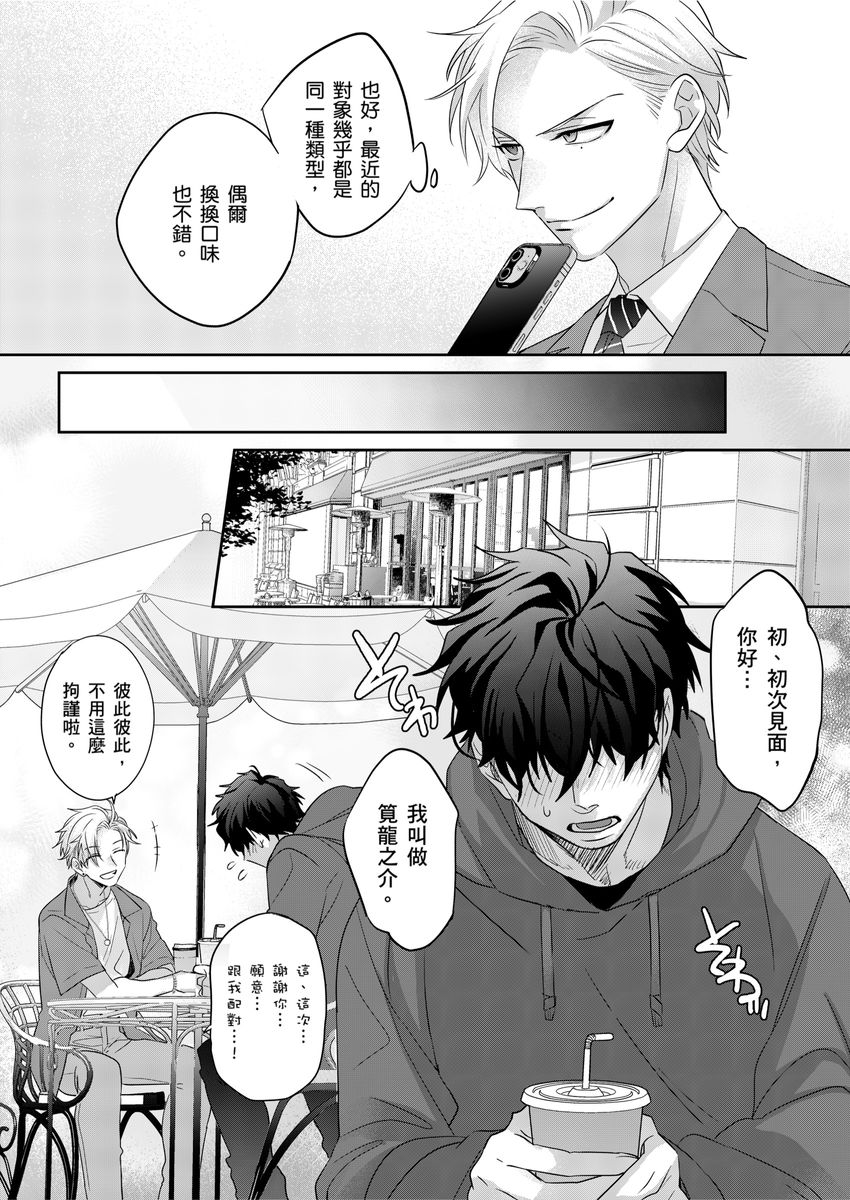 也好，最近的
對象幾乎都是
同一種類型，
偶爾
換換口味
也不錯。
初、初次見面，
你好…
そわ
我叫做
筧龍之介。
そわ
彼此彼此，
不用這麼
拘謹啦。
這、這次…
謝謝你…
願意…
跟我配對…！